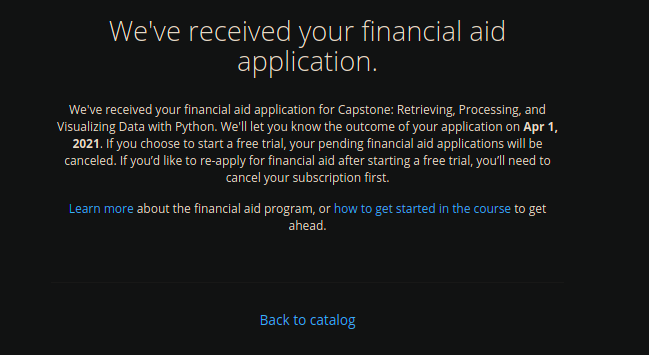 We've received your financial aid
application.
We've received your financial aid application for Capstone: Retrieving, Processing, and
Visualizing Data with Python. We'll let you know the outcome of your application on Apr 1,
2021. If you choose to start a free trial, your pending financial aid applications will be
canceled. If you’d like to re-apply for financial aid after starting a free trial, you’ll need to
cancel your subscription first.
Learn more about the financial aid program, or how to get started in the course to get
ahead.
Back to catalog